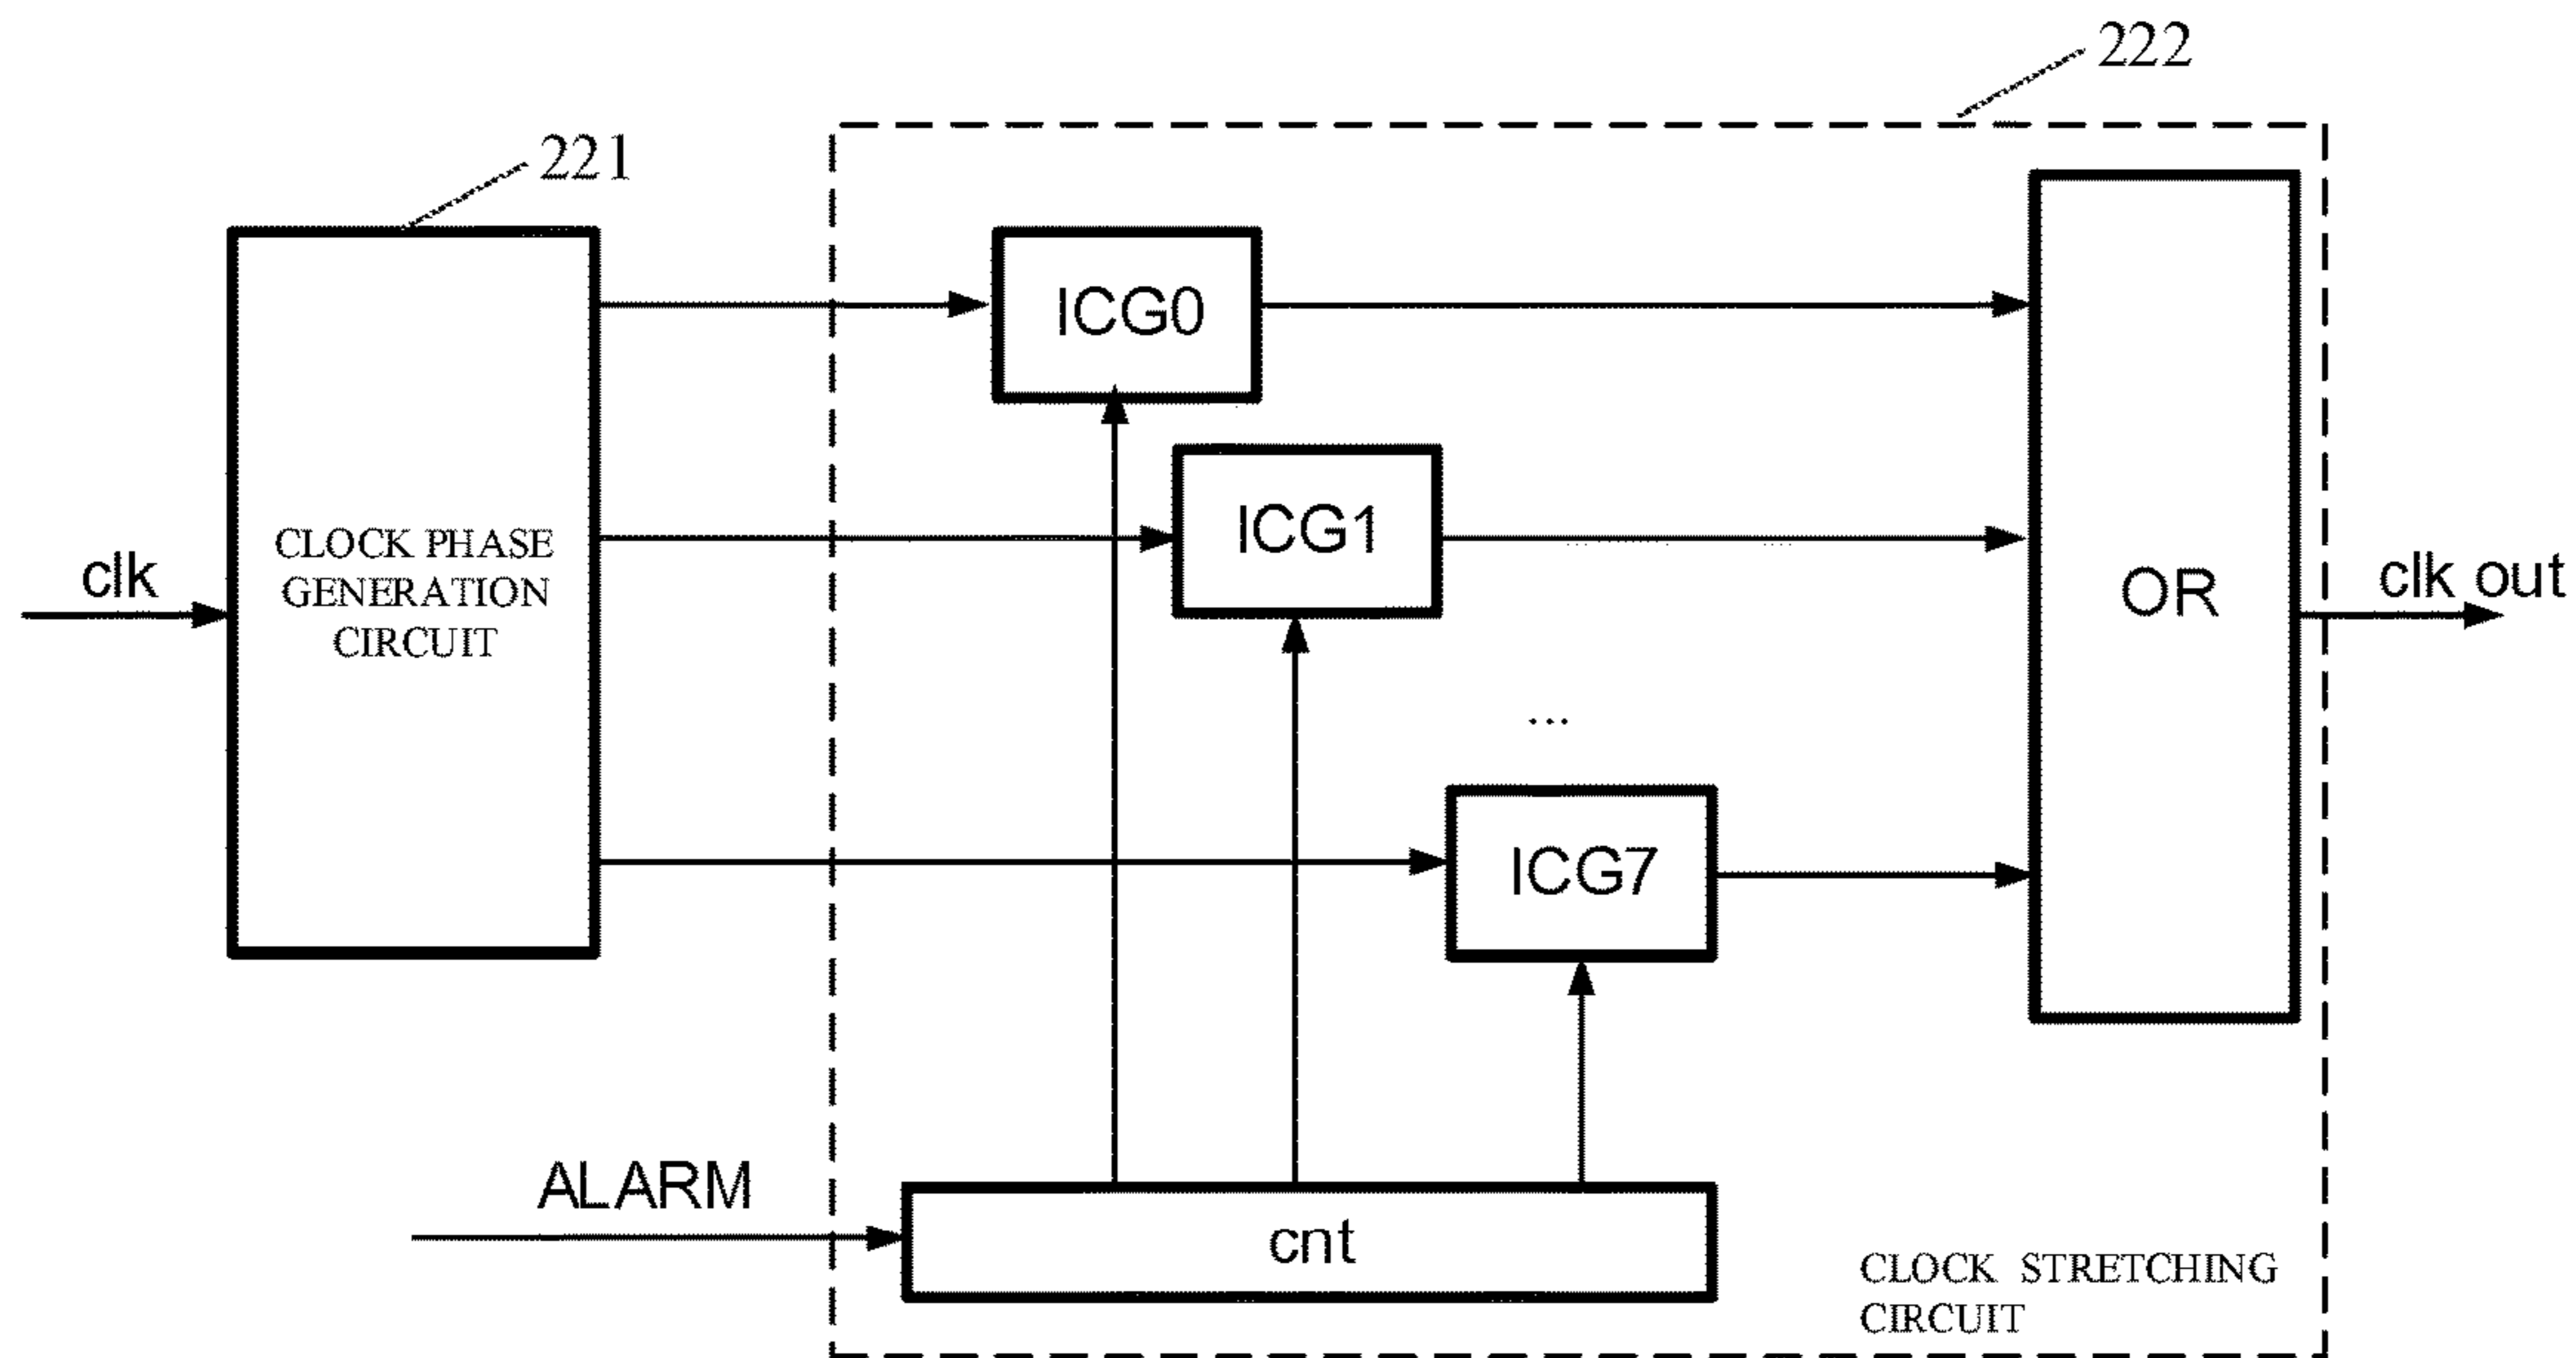 222
221
ICG0
ICG1
CLOCK PHASE
GENERATION
CIRCUIT
clk
OR
clk out
...
ICG7
ALARM
cnt
CLOCK STRETCHING
CIRCUIT